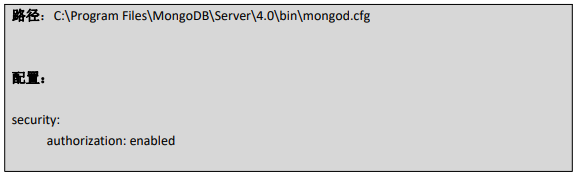 路径：C:\Program Files\MongoDB\Server\4.0\bin\mongod.cfg
配置：
security:
authorization: enabled